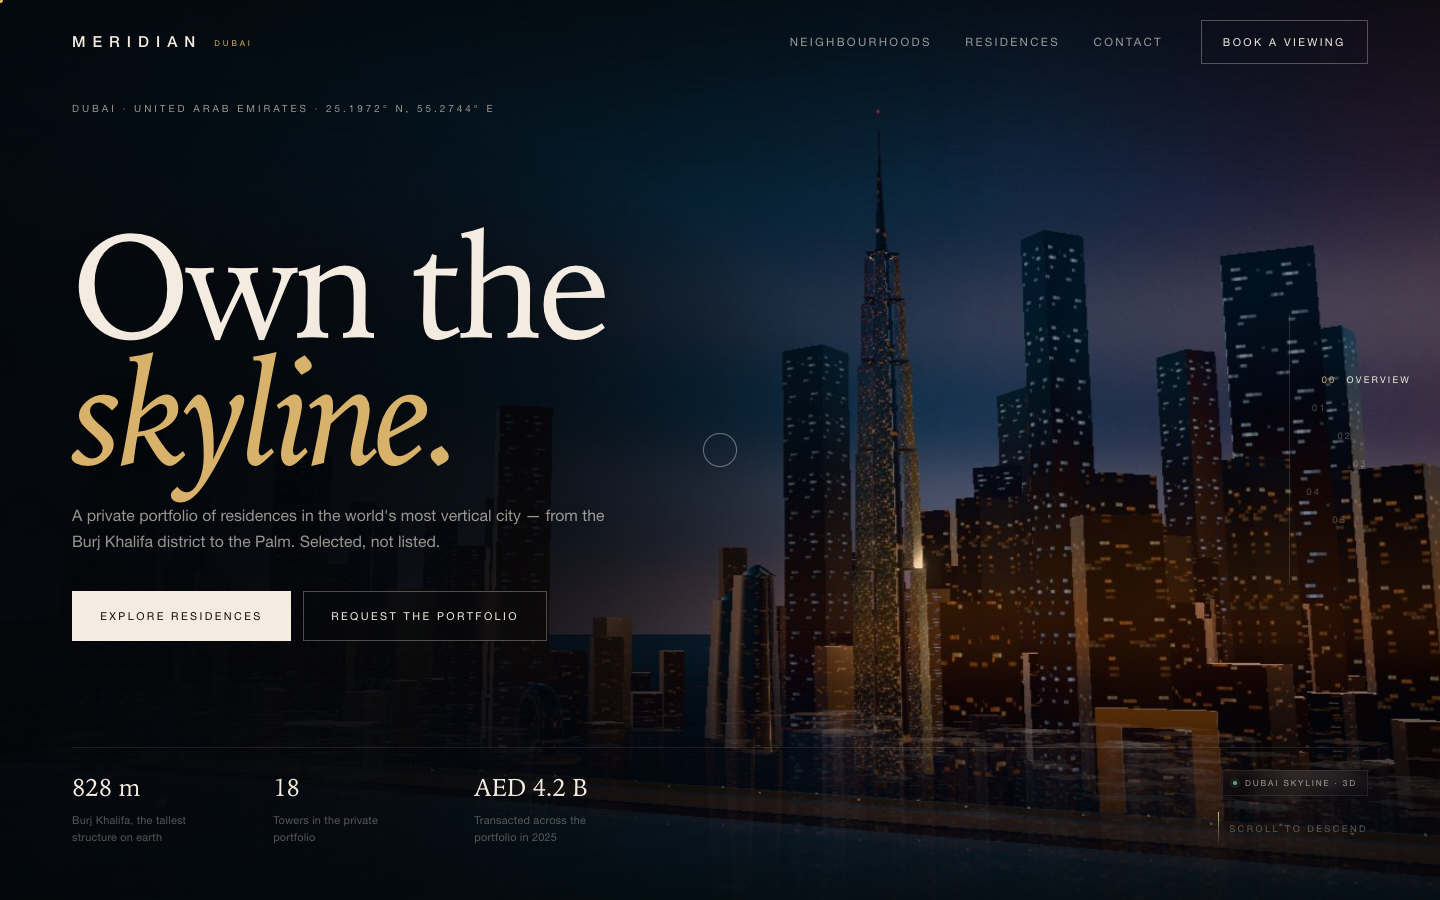 MERIDIAN DUBAI
NEIGHBOURHOODS RESIDENCES CONTACT BOOK A VIEWING
DUBAI · UNITED ARAB EMIRATES · 25.1972° N, 55.2744° E
Own the
skyline.
A private portfolio of residences in the world's most vertical city — from the
Burj Khalifa district to the Palm. Selected, not listed.
EXPLORE RESIDENCES REQUEST THE PORTFOLIO
00 OVERVIEW
01
02
03
04
05
828 m
Burj Khalifa, the tallest
structure on earth
18
Towers in the private
portfolio
AED 4.2 B
Transacted across the
portfolio in 2025
DUBAI SKYLINE · 3D
SCROLL TO DESCEND